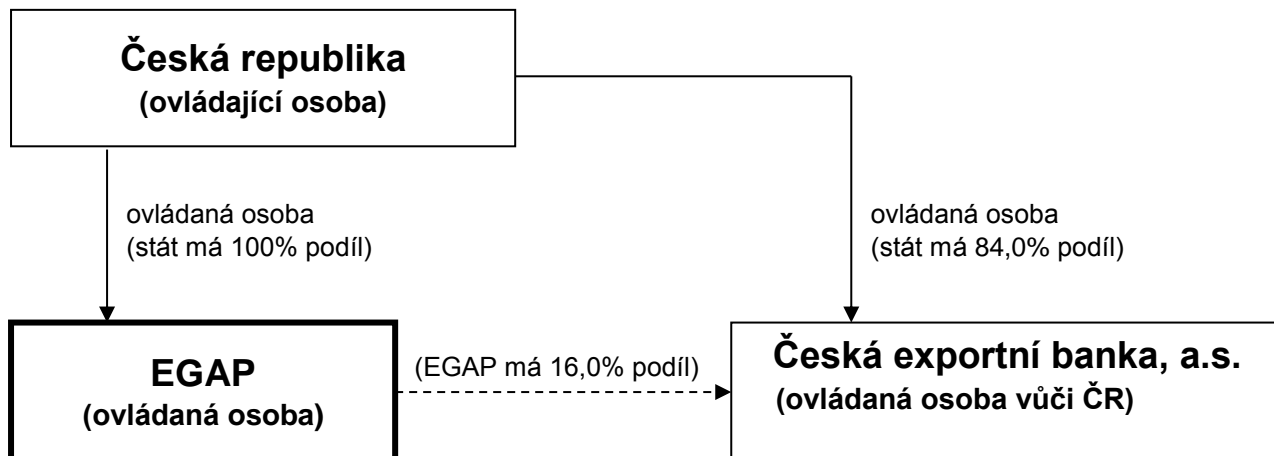 Česká republika
(ovládající osoba)
ovládaná osoba
(stát má 100% podíl)
ovládaná osoba
(stát má 84,0% podíl)
EGAP
(ovládaná osoba)
(EGAP má 16,0% podíl)
Česká exportní banka, a.s.
(ovládaná osoba vůči ČR)